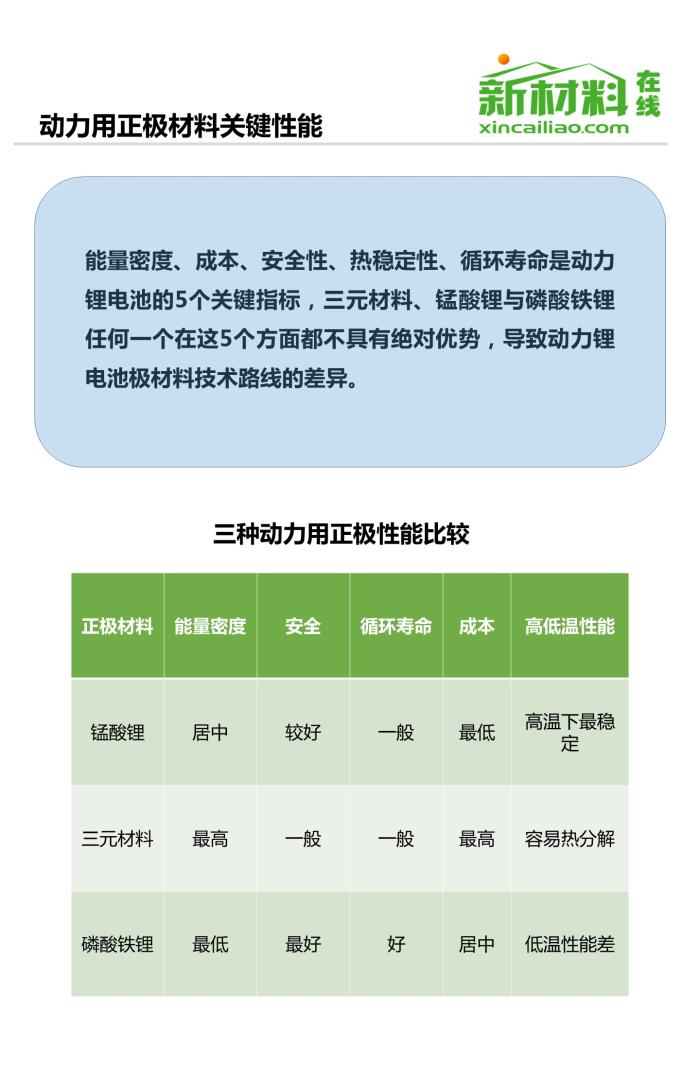 新材料在线
xincailiao.com
动力用正极材料关键性能
能量密度、成本、安全性、热稳定性、循环寿命是动力
锂电池的5个关键指标，三元材料、锰酸锂与磷酸铁锂
任何一个在这5个方面都不具有绝对优势，导致动力锂
电池极材料技术路线的差异。
三种动力用正极性能比较
正极材料 能量密度 安全 循环寿命 成本 高低温性能
锰酸锂 居中 较好 一般 最低 高温下最稳
定
三元材料 最高 一般 一般 最高 容易热分解
磷酸铁锂 最低 最好 好 居中 低温性能差